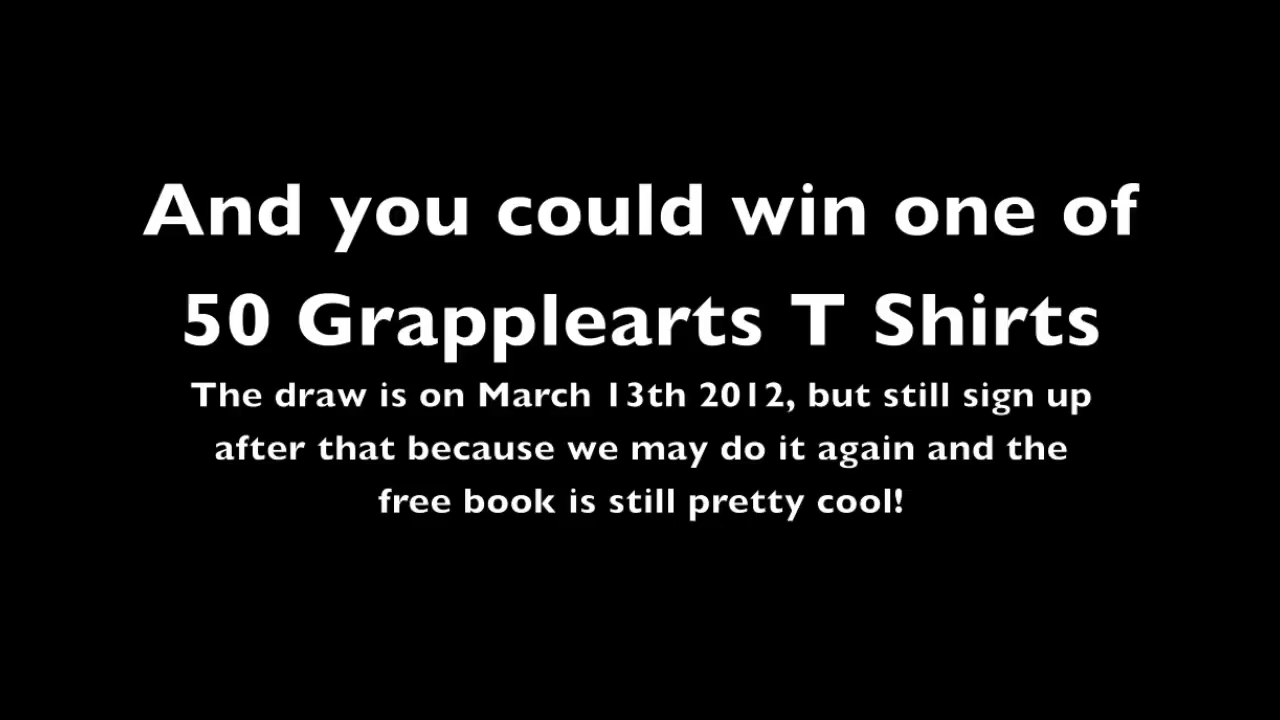 And you could win one of
50 Grapplearts T Shirts
The draw is on March 13th 2012, but still sign up
after that because we may do it again and the
free book is still pretty cool!